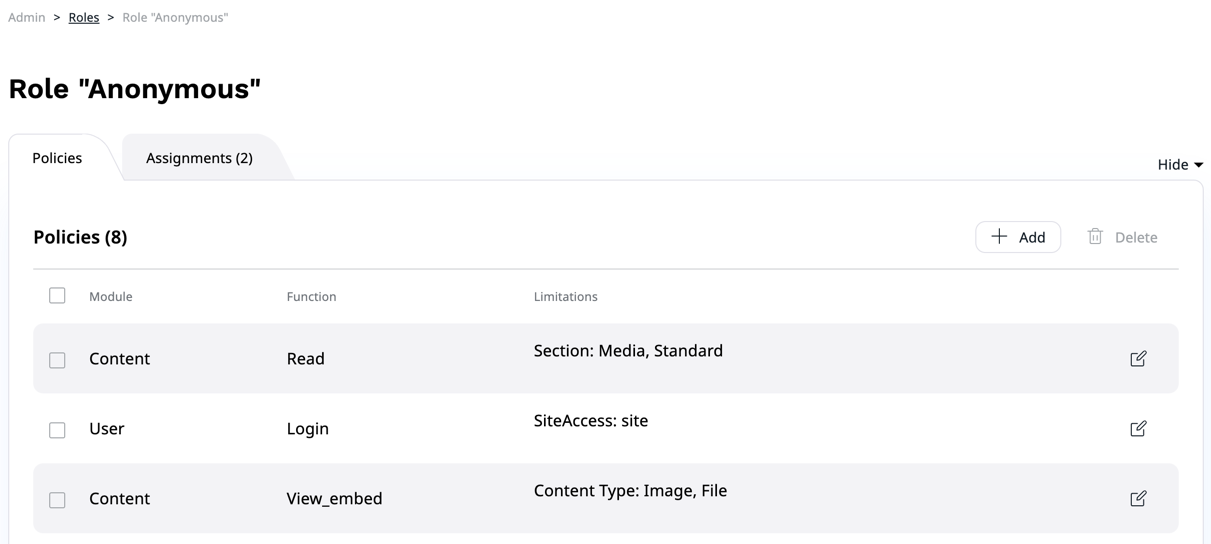 Admin > Roles > Role "Anonymous"
Role "Anonymous"
Policies Assignments (2)
Hide
Policies (8) Add Delete
Module Function Limitations
Content Read Section: Media, Standard
User Login SiteAccess: site
Content View_embed Content Type: Image, File